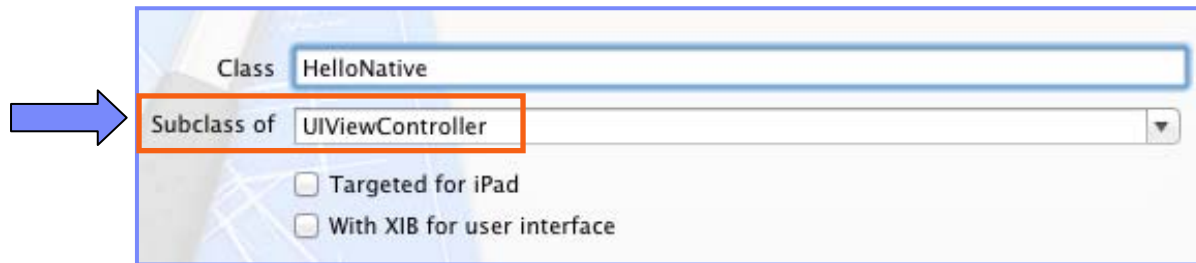 Class HelloNative
Subclass of UIViewController
Targeted for iPad
With XIB for user interface